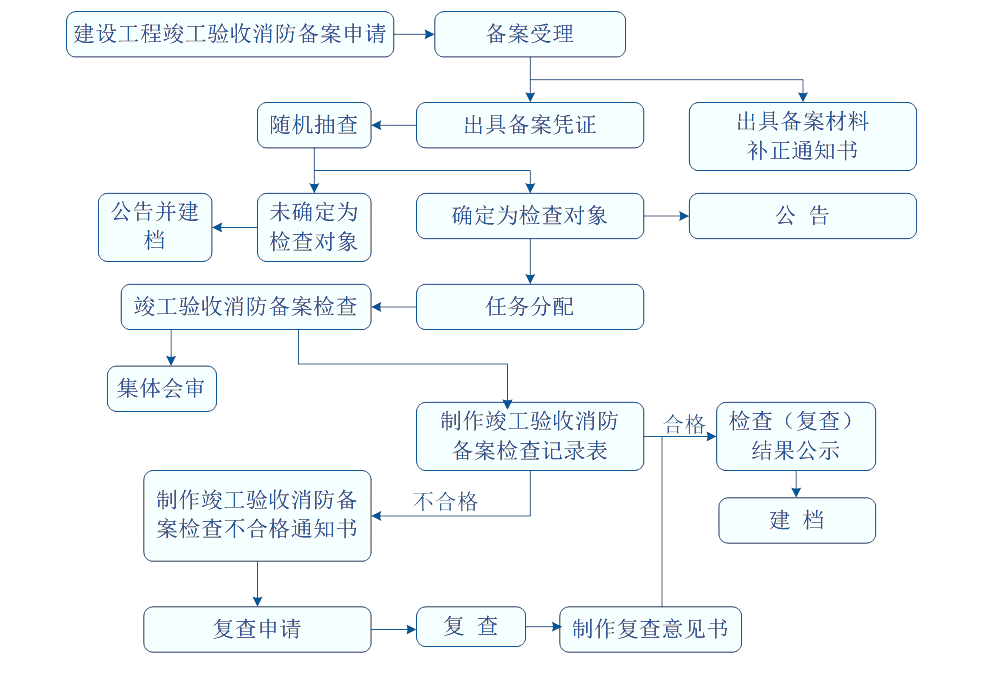 建设工程竣工验收消防备案申请
备案受理
随机抽查
出具备案凭证
出具备案材料
补正通知书
公告并建
档
未确定为
检查对象
确定为检查对象
公 告
竣工验收消防备案检查
任务分配
集体会审
制作竣工验收消防
备案检查记录表
合格
检查（复查）
结果公示
制作竣工验收消防备
案检查不合格通知书
不合格
建 档
复查申请
复 查
制作复查意见书